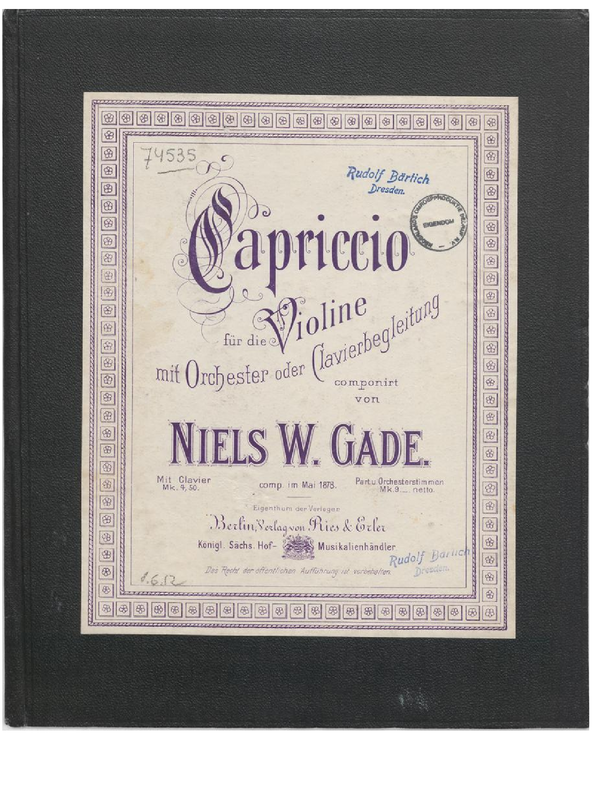 74535
Rudolf Bärtich
Dresden.
EIGENDOM
Capriccio
für die Violine
mit Orchester oder Clavierbegleitung
componirt
von
NIELS W. GADE.
Mit Clavier
Mk. 4,50.
comp. im Mai 1878.
Part.u.Orchesterstimmen
Mk.9.__ netto.
Eigenthum der Verleger.
Berlin, Verlag von Ries & Erler
Königl. Sächs. Hof- Musikalienhändler.
Das Recht der öffentlichen Aufführung ist vorbehalten.
Rudolf Bärtich
Dresden.